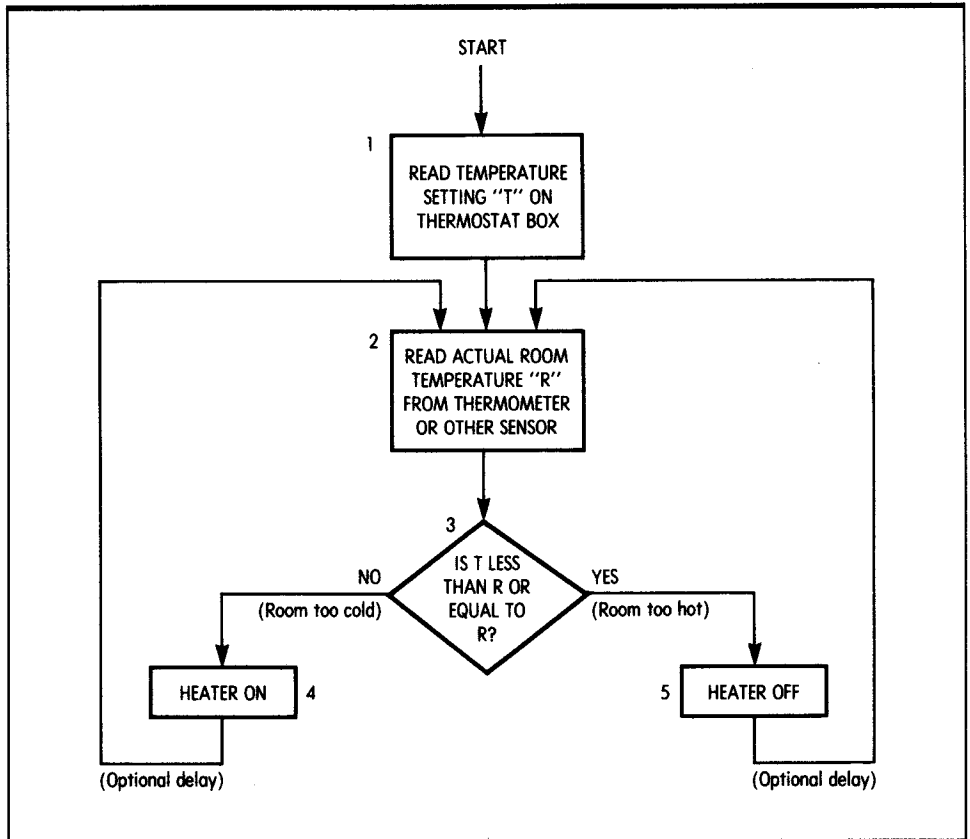 START
1
READ TEMPERATURE
SETTING "T" ON
THERMOSTAT BOX
2
READ ACTUAL ROOM
TEMPERATURE "R"
FROM THERMOMETER
OR OTHER SENSOR
3
IS T LESS
THAN R OR
EQUAL TO
R?
NO
(Room too cold)
YES
(Room too hot)
HEATER ON
4
5
HEATER OFF
(Optional delay)
(Optional delay)